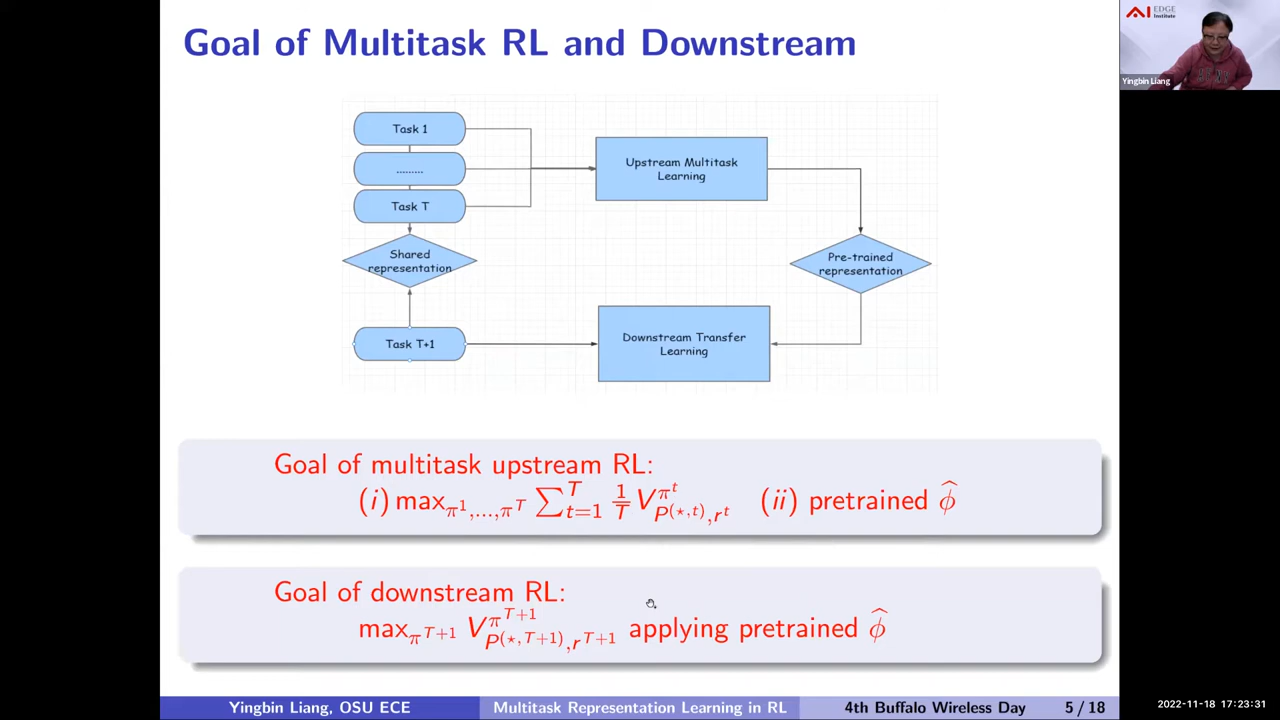 Goal of Multitask RL and Downstream
AI EDGE
Institute
Yingbin Liang
Task 1
.........
Task T
Shared
representation
Task T+1
Upstream Multitask
Learning
Pre-trained
representation
Downstream Transfer
Learning
Goal of multitask upstream RL:
(i) max_{π^1,...,π^T} ∑_{t=1}^{T} 1/T V^{π^t}_{P^{(⋆,t)},r^t} (ii) pretrained φ̂
Goal of downstream RL:
max_{π^{T+1}} V^{π^{T+1}}_{P^{(⋆,T+1)},r^{T+1}} applying pretrained φ̂
Yingbin Liang, OSU ECE Multitask Representation Learning in RL 4th Buffalo Wireless Day 5 / 18
2022-11-18 17:23:31